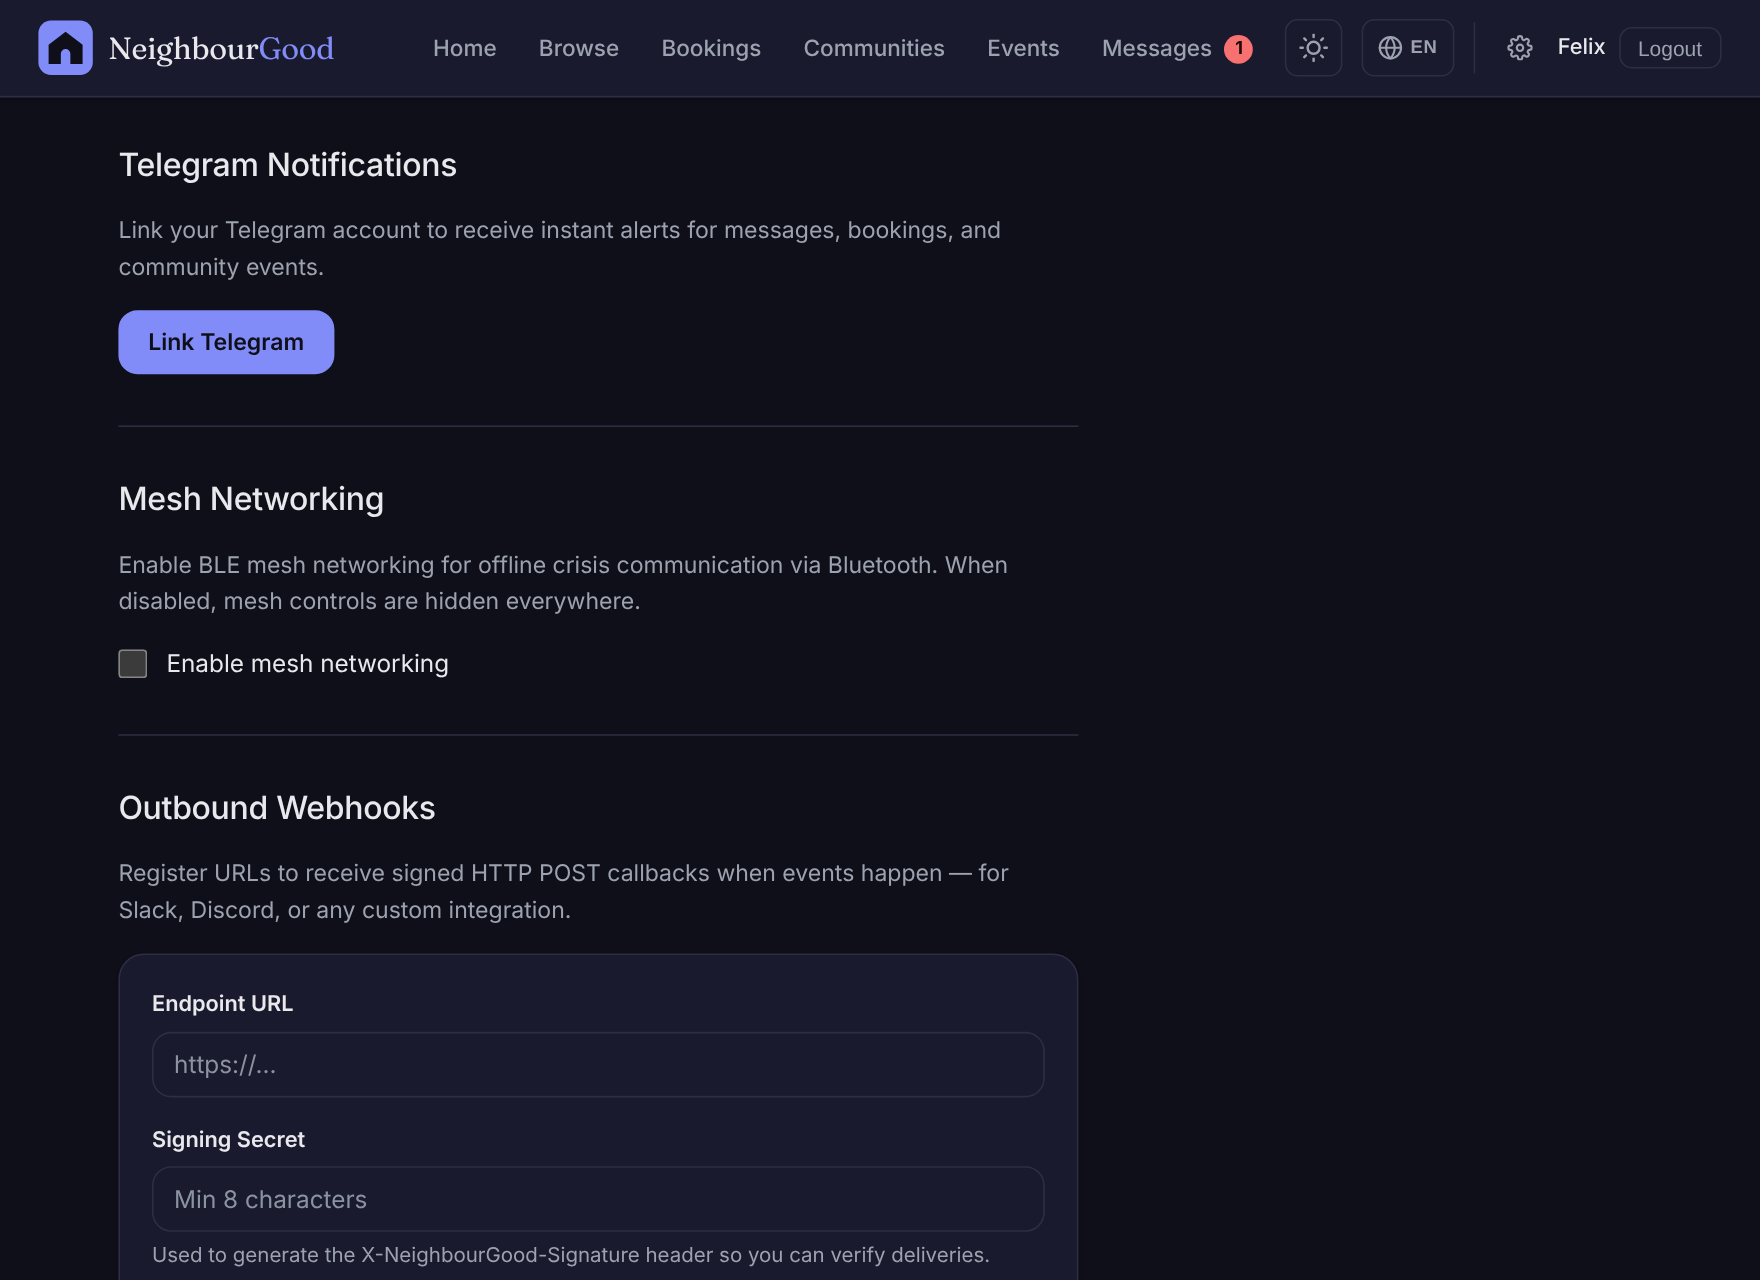 NeighbourGood
Home Browse Bookings Communities Events Messages 1 EN Felix Logout
Telegram Notifications
Link your Telegram account to receive instant alerts for messages, bookings, and
community events.
Link Telegram
Mesh Networking
Enable BLE mesh networking for offline crisis communication via Bluetooth. When
disabled, mesh controls are hidden everywhere.
Enable mesh networking
Outbound Webhooks
Register URLs to receive signed HTTP POST callbacks when events happen — for
Slack, Discord, or any custom integration.
Endpoint URL
https://...
Signing Secret
Min 8 characters
Used to generate the X-NeighbourGood-Signature header so you can verify deliveries.